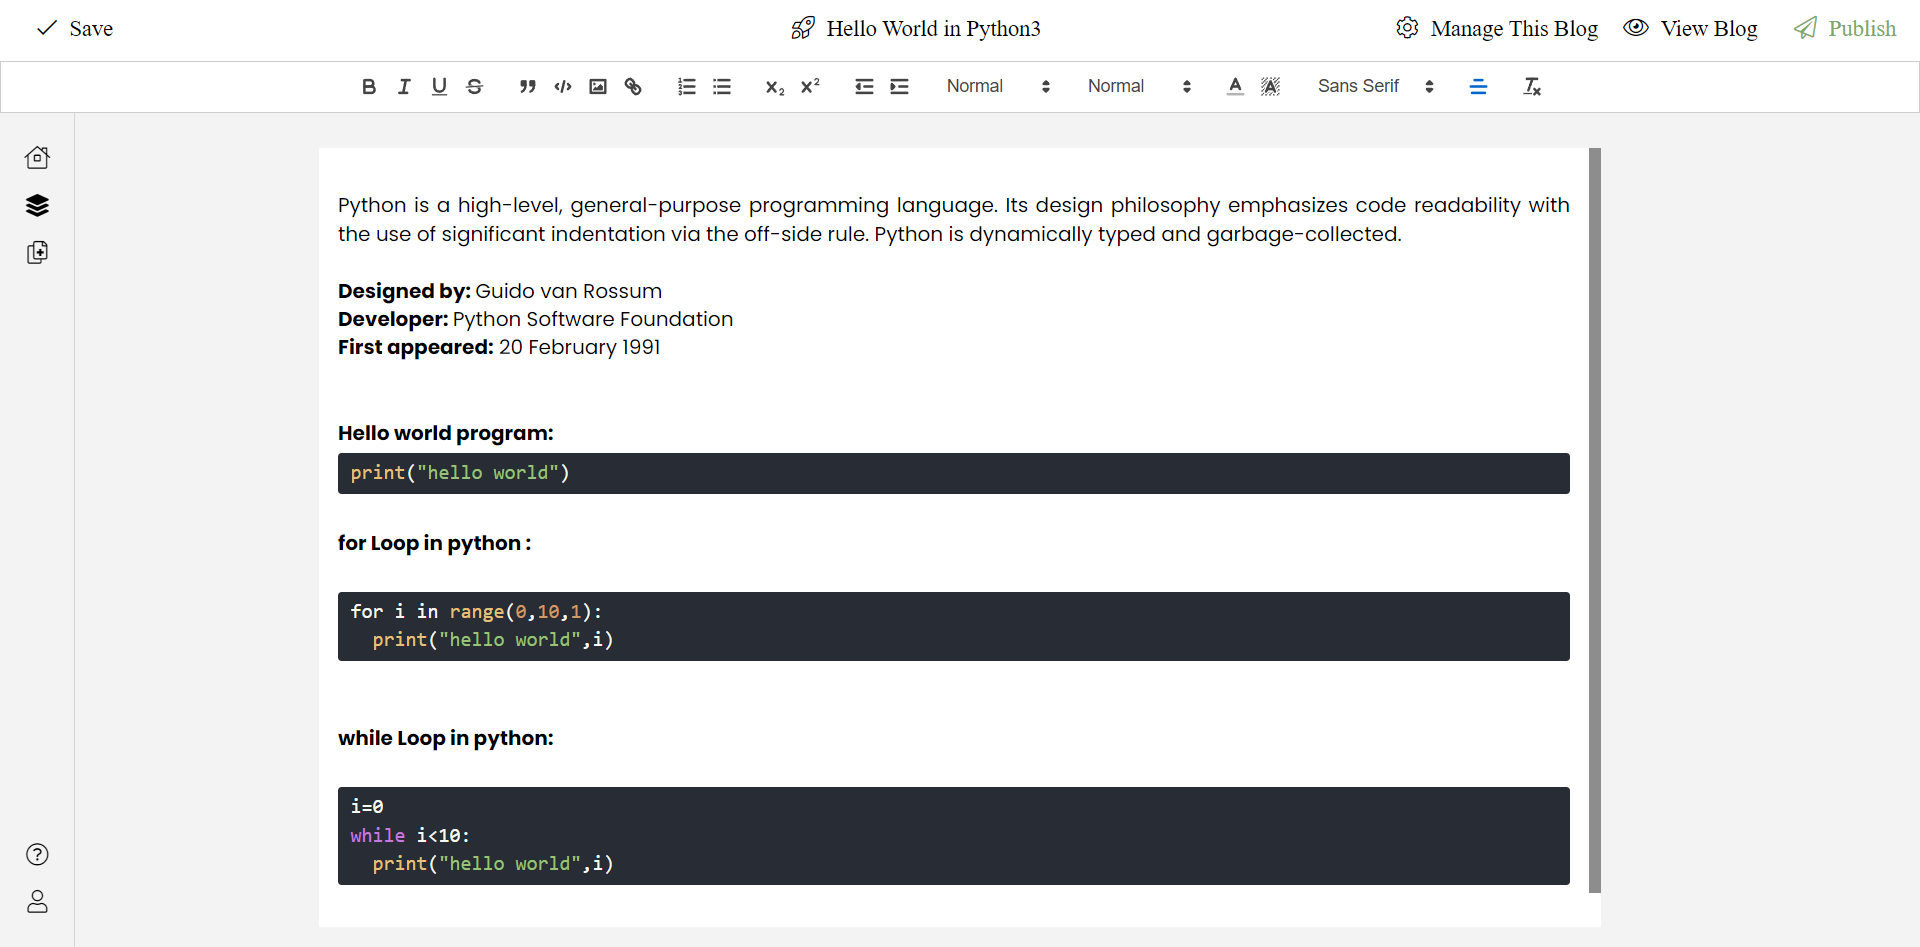 Save
Hello World in Python3
Manage This Blog
View Blog
Publish
Normal
Normal
Sans Serif
Python is a high-level, general-purpose programming language. Its design philosophy emphasizes code readability with
the use of significant indentation via the off-side rule. Python is dynamically typed and garbage-collected.
Designed by: Guido van Rossum
Developer: Python Software Foundation
First appeared: 20 February 1991
Hello world program:
print("hello world")
for Loop in python :
for i in range(0,10,1):
  print("hello world",i)
while Loop in python:
i=0
while i<10:
  print("hello world",i)